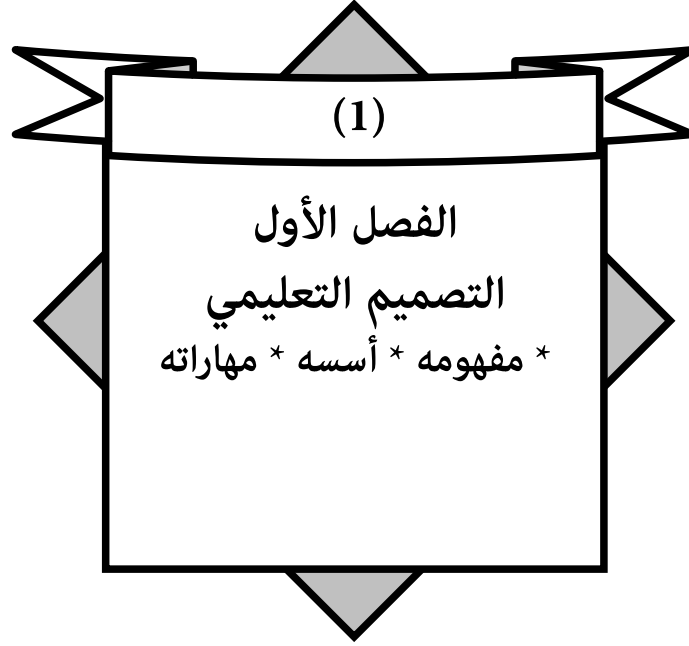 (1)
الفصل الأول
التصميم التعليمي
* مفهومه * أسسه * مهاراته